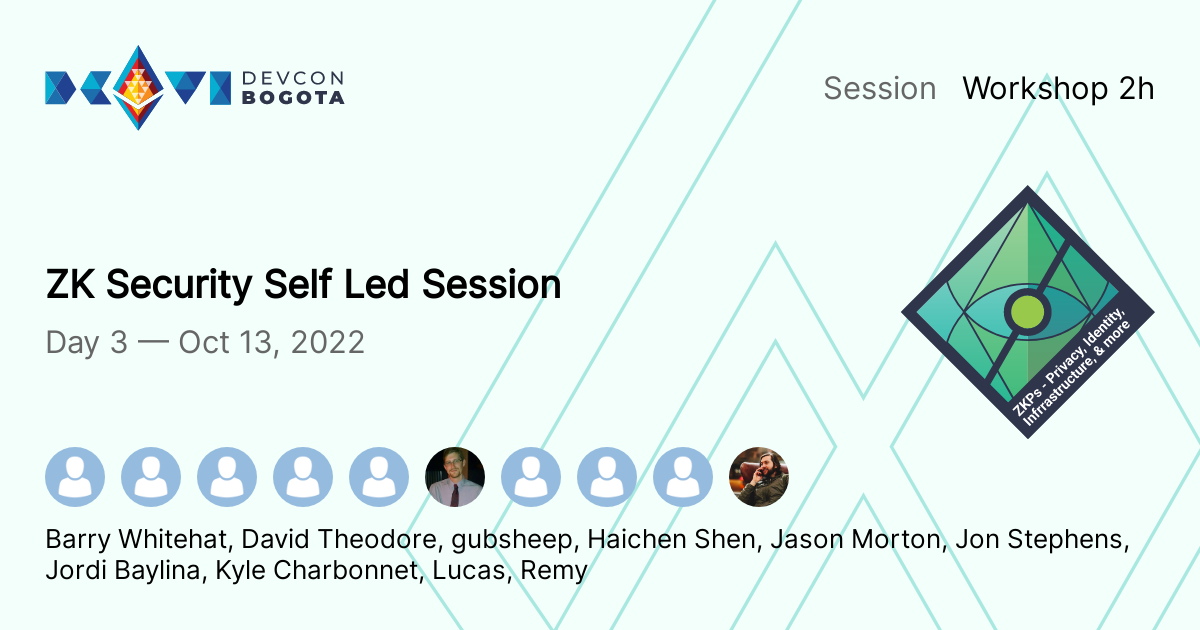 DEVCON
BOGOTA
Session Workshop 2h
ZK Security Self Led Session
Day 3 — Oct 13, 2022
ZKPs - Privacy, Identity,
Infrrastructure, & more
Barry Whitehat, David Theodore, gubsheep, Haichen Shen, Jason Morton, Jon Stephens,
Jordi Baylina, Kyle Charbonnet, Lucas, Remy